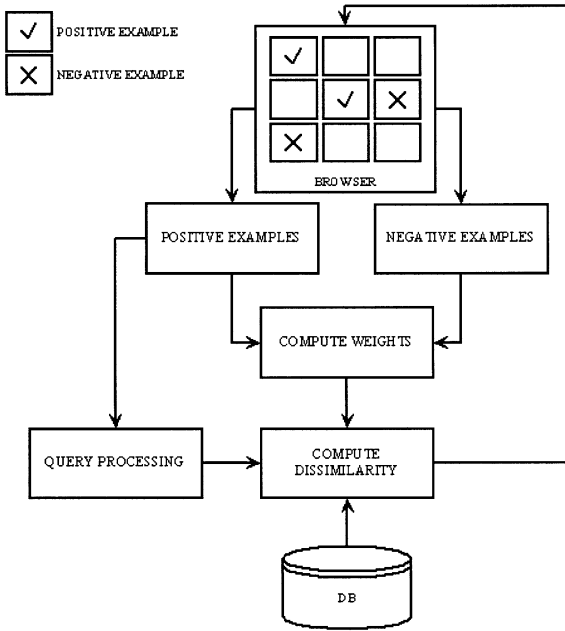 POSITIVE EXAMPLE
NEGATIVE EXAMPLE
BROWSER
POSITIVE EXAMPLES
NEGATIVE EXAMPLES
COMPUTE WEIGHTS
QUERY PROCESSING
COMPUTE
DISSIMILARITY
DB